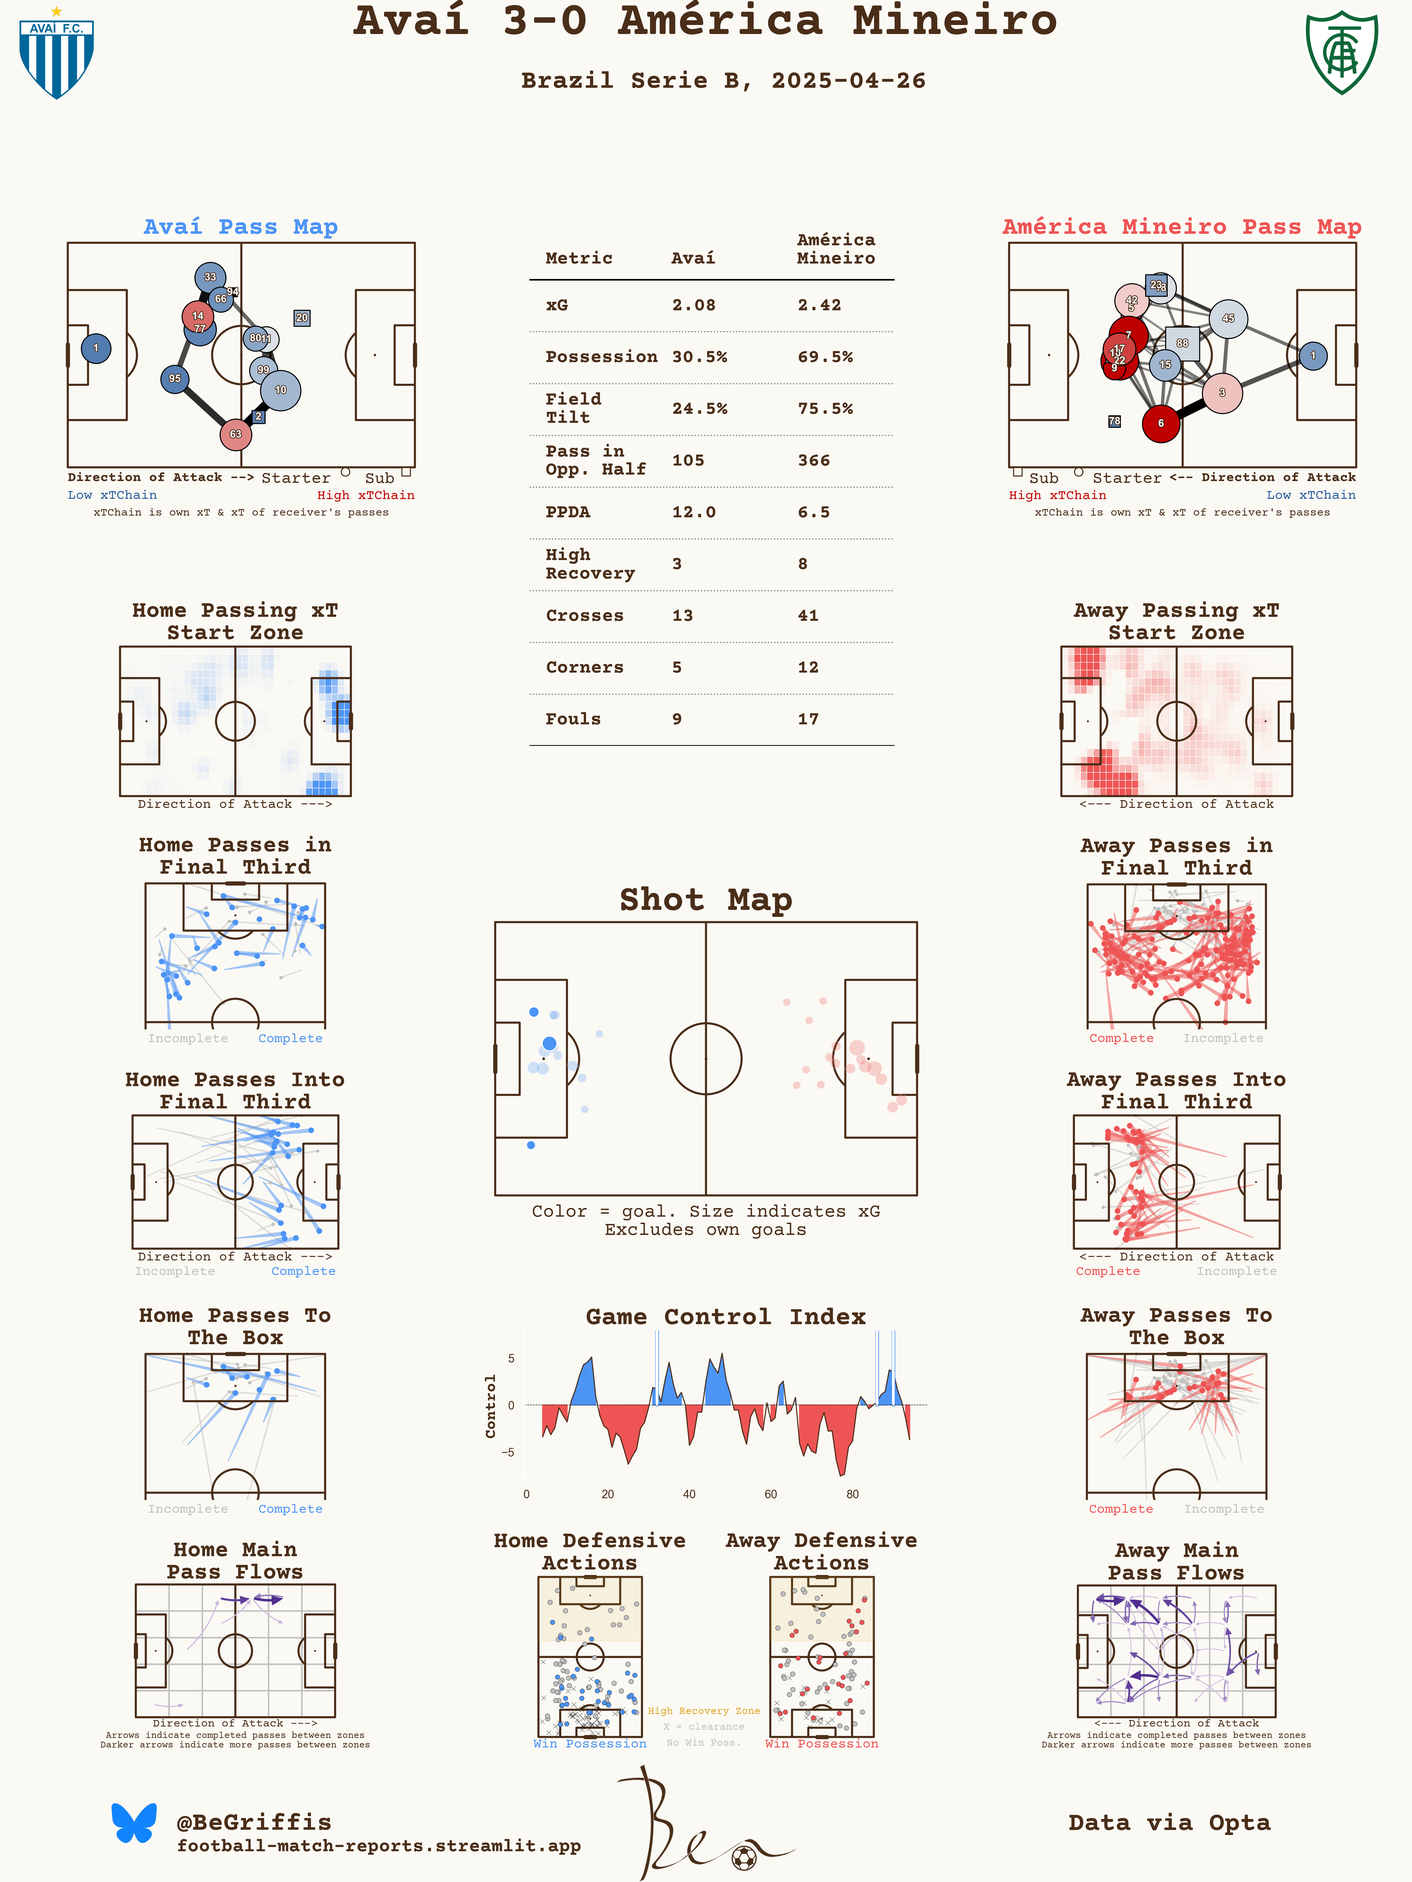 Avaí 3-0 América Mineiro
Brazil Serie B, 2025-04-26
AVAÍ F.C.
Avaí Pass Map
33
94
66
14
77
20
80
11
1
95
99
10
2
63
Direction of Attack --> Starter Sub
Low xTChain High xTChain
xTChain is own xT & xT of receiver's passes
Metric Avaí América Mineiro
xG 2.08 2.42
Possession 30.5% 69.5%
Field Tilt 24.5% 75.5%
Pass in Opp. Half 105 366
PPDA 12.0 6.5
High Recovery 3 8
Crosses 13 41
Corners 5 12
Fouls 9 17
América Mineiro Pass Map
23
42
5
45
7
17
88
22
9
15
1
3
78
6
Sub Starter <-- Direction of Attack
High xTChain Low xTChain
xTChain is own xT & xT of receiver's passes
Home Passing xT
Start Zone
Direction of Attack --->
Away Passing xT
Start Zone
<--- Direction of Attack
Home Passes in
Final Third
Incomplete Complete
Away Passes in
Final Third
Complete Incomplete
Shot Map
Color = goal. Size indicates xG
Excludes own goals
Home Passes Into
Final Third
Direction of Attack --->
Incomplete Complete
Away Passes Into
Final Third
<--- Direction of Attack
Complete Incomplete
Home Passes To
The Box
Incomplete Complete
Game Control Index
Control
5
0
−5
0 20 40 60 80
Away Passes To
The Box
Complete Incomplete
Home Main
Pass Flows
Direction of Attack --->
Arrows indicate completed passes between zones
Darker arrows indicate more passes between zones
Home Defensive
Actions
Win Possession
High Recovery Zone
X = clearance
No Win Poss.
Away Defensive
Actions
Win Possession
Away Main
Pass Flows
<--- Direction of Attack
Arrows indicate completed passes between zones
Darker arrows indicate more passes between zones
@BeGriffis
football-match-reports.streamlit.app
Ben
Data via Opta